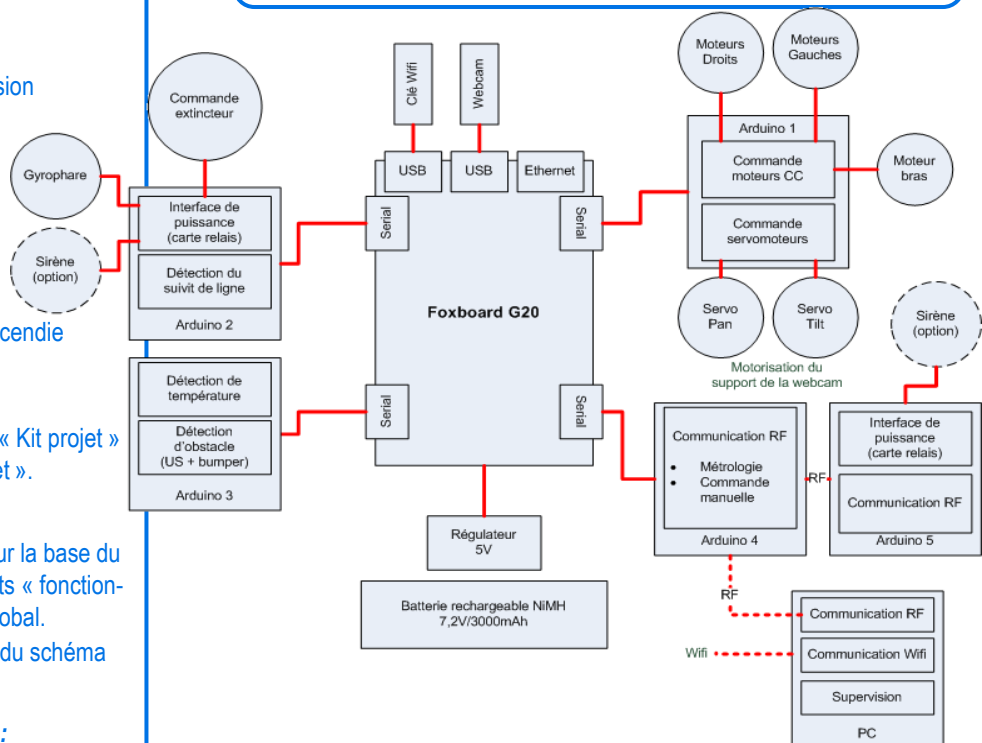 sion
cendie
« Kit projet »
et ».
ur la base du
ts « fonction-
obal.
du schéma
:
Commande
extincteur
Gyrophare
Sirène
(option)
Interface de
puissance
(carte relais)
Détection du
suivit de ligne
Arduino 2
Détection de
température
Détection
d'obstacle
(US + bumper)
Arduino 3
Clé Wifi
Webcam
USB
USB
Ethernet
Serial
Serial
Foxboard G20
Serial
Serial
Régulateur
5V
Batterie rechargeable NiMH
7,2V/3000mAh
Moteurs
Droits
Moteurs
Gauches
Arduino 1
Commande
moteurs CC
Moteur
bras
Commande
servomoteurs
Servo
Pan
Servo
Tilt
Motorisation du
support de la webcam
Sirène
(option)
Communication RF
• Métrologie
• Commande
manuelle
Arduino 4
RF
Interface de
puissance
(carte relais)
Communication RF
Arduino 5
RF
Communication RF
Wifi
Communication Wifi
Supervision
PC